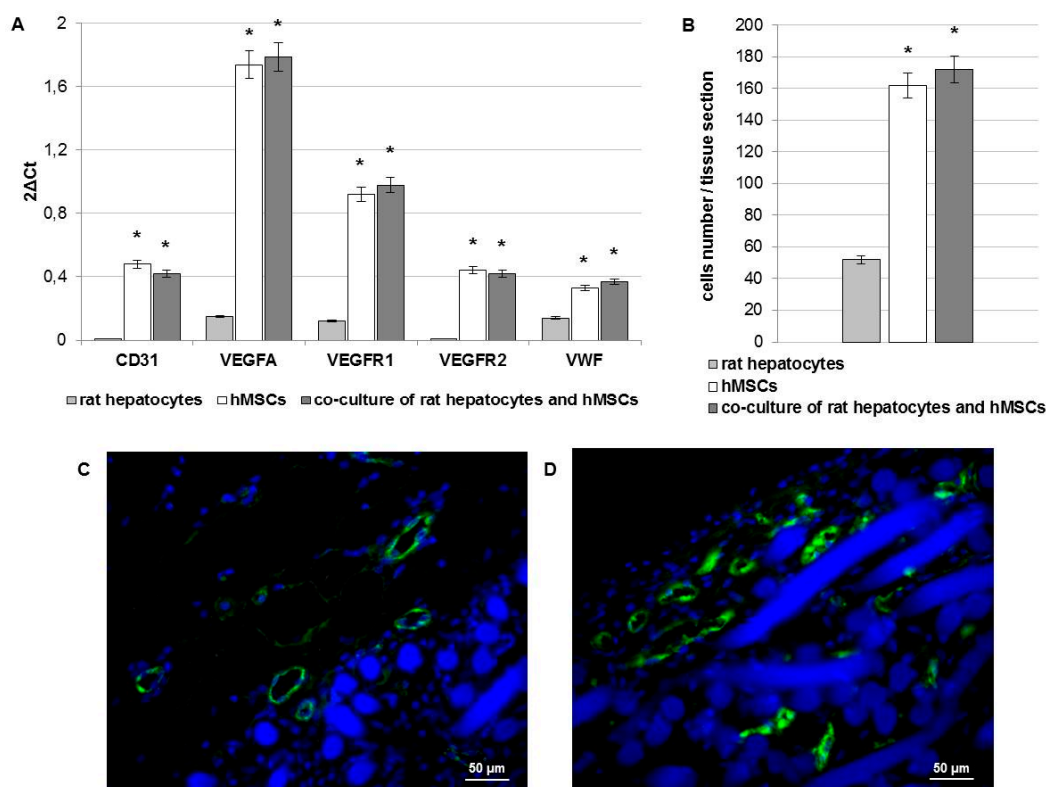 A
2ΔCt
2
1,6
1,2
0,8
0,4
0
* * * * * * * * * *
CD31 VEGFA VEGFR1 VEGFR2 VWF
rat hepatocytes hMSCs co-culture of rat hepatocytes and hMSCs
B
cells number / tissue section
200
180
160
140
120
100
80
60
40
20
0
* *
rat hepatocytes
hMSCs
co-culture of rat hepatocytes and hMSCs
C
50 µm
D
50 µm